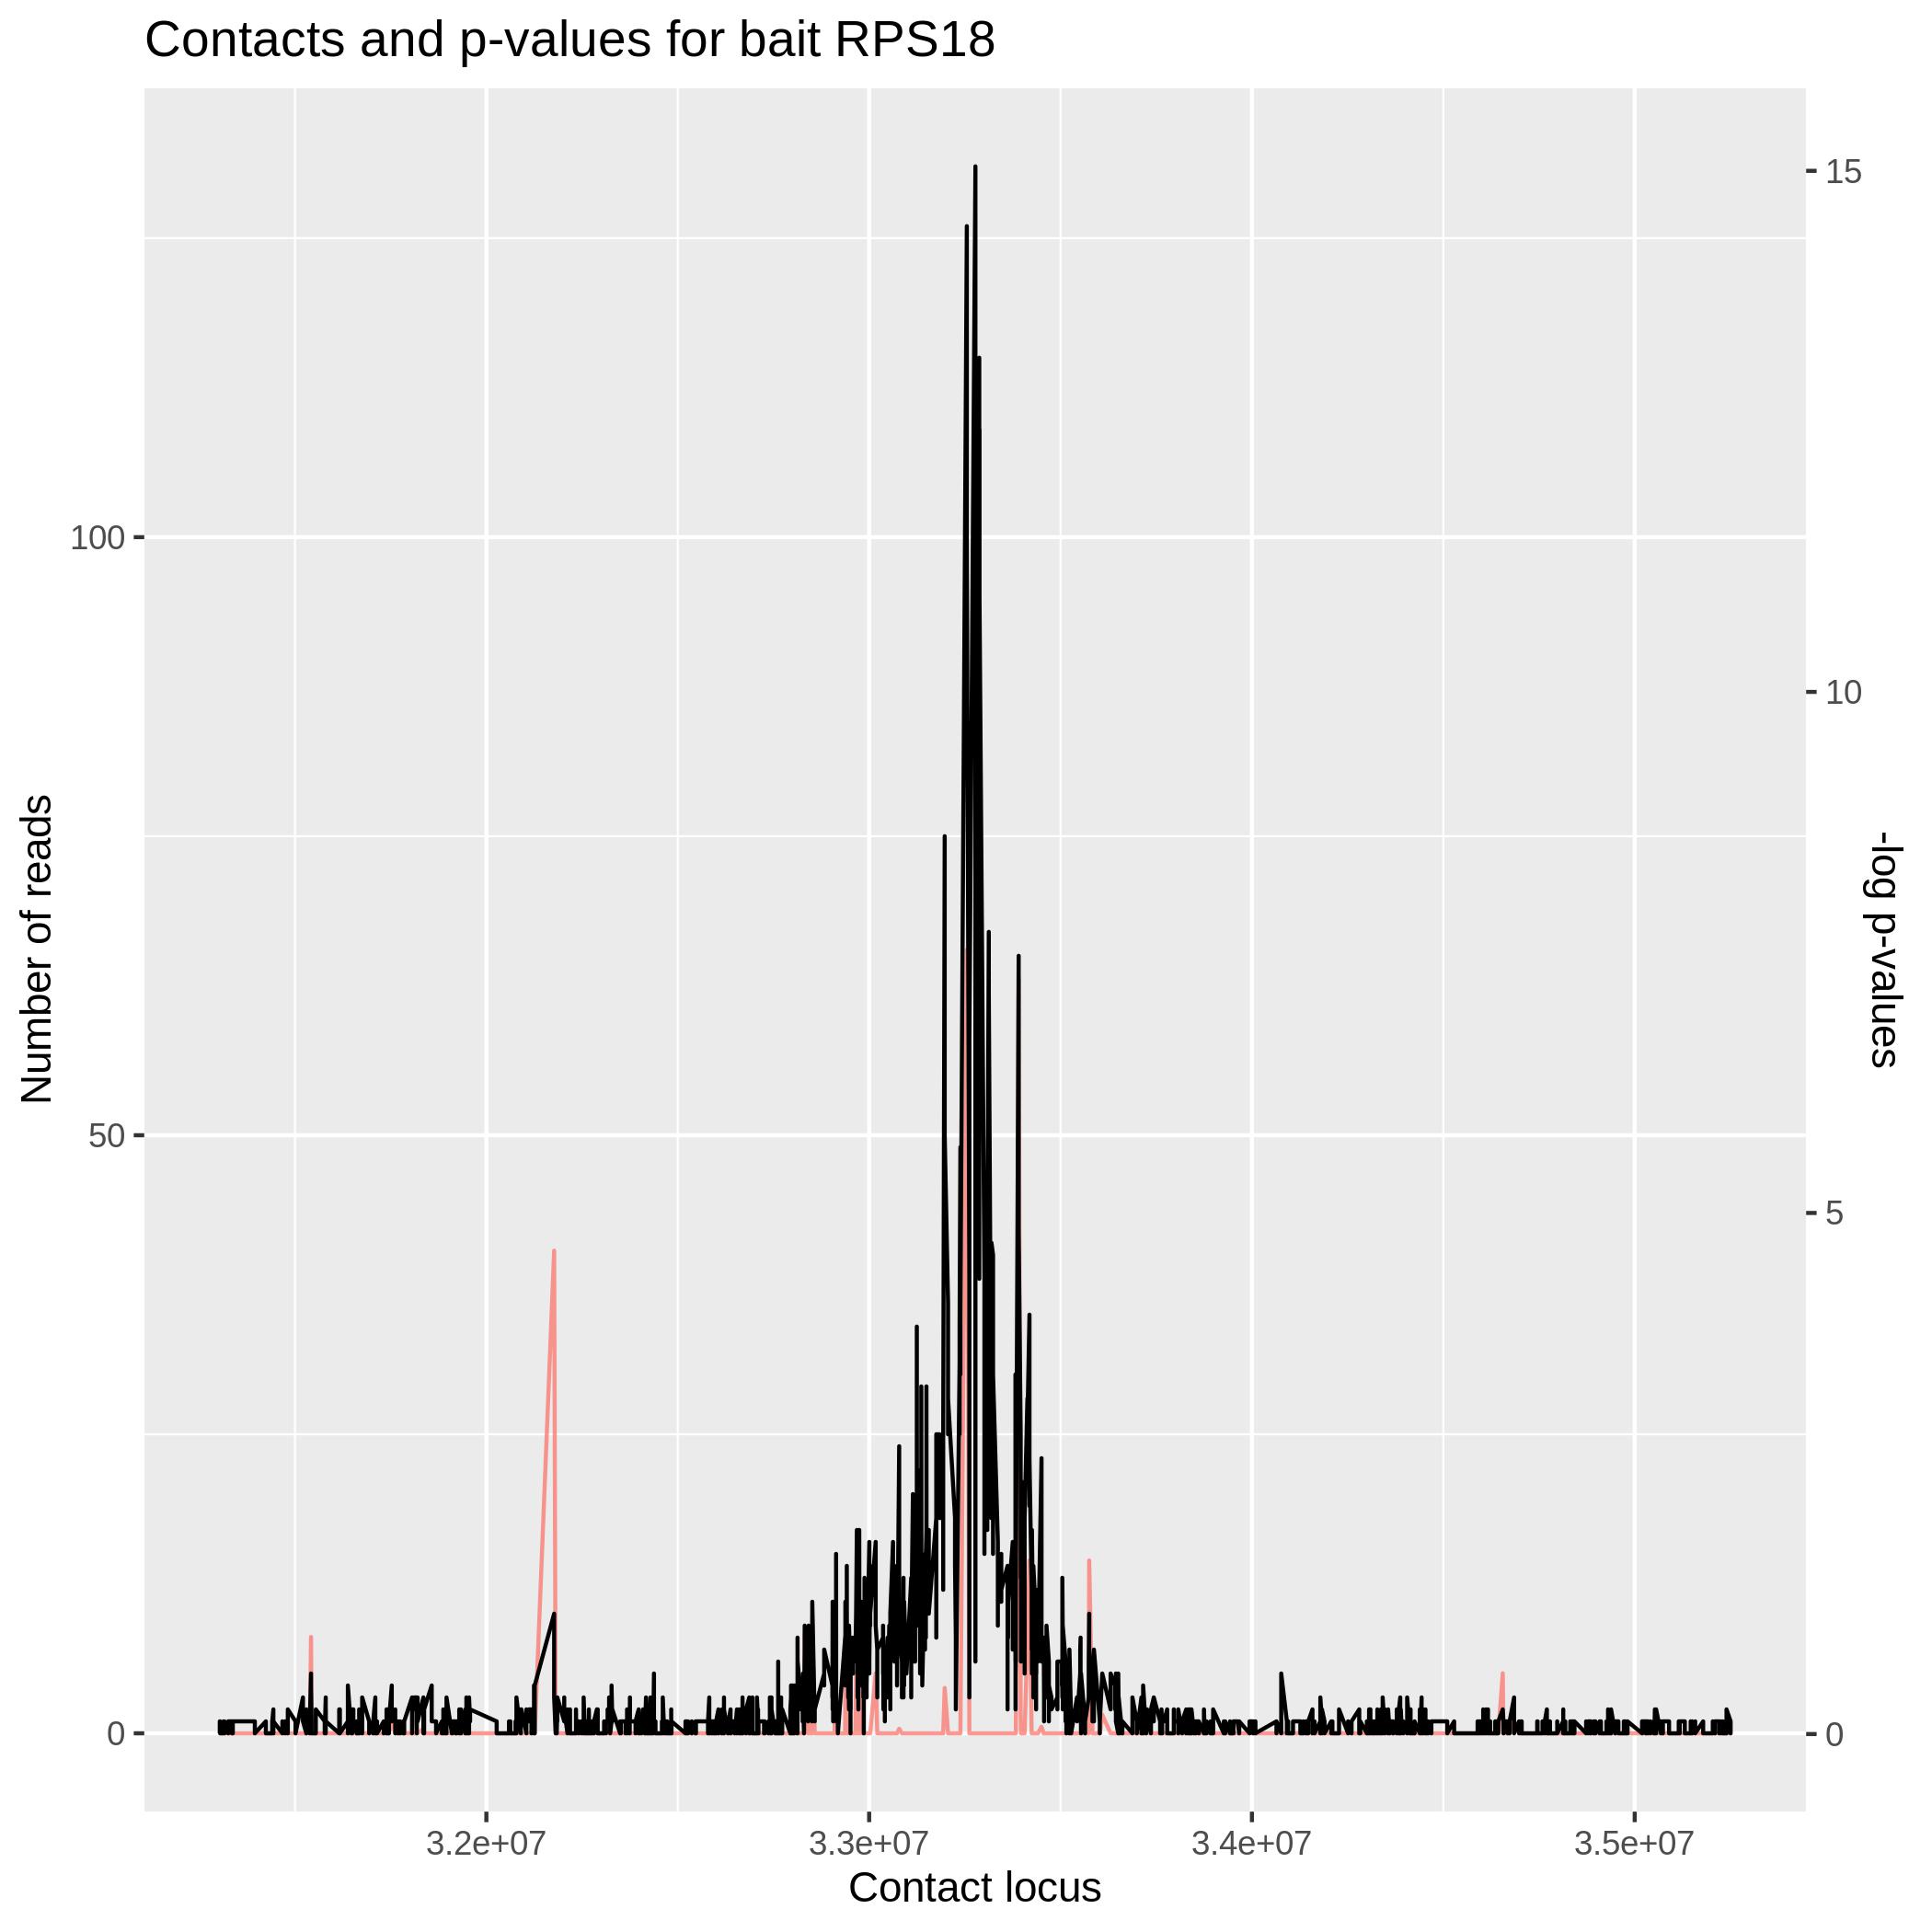 Contacts and p-values for bait RPS18
15
100
10
Number of reads
-log p-values
50
5
0
0
3.2e+07
3.3e+07
3.4e+07
3.5e+07
Contact locus